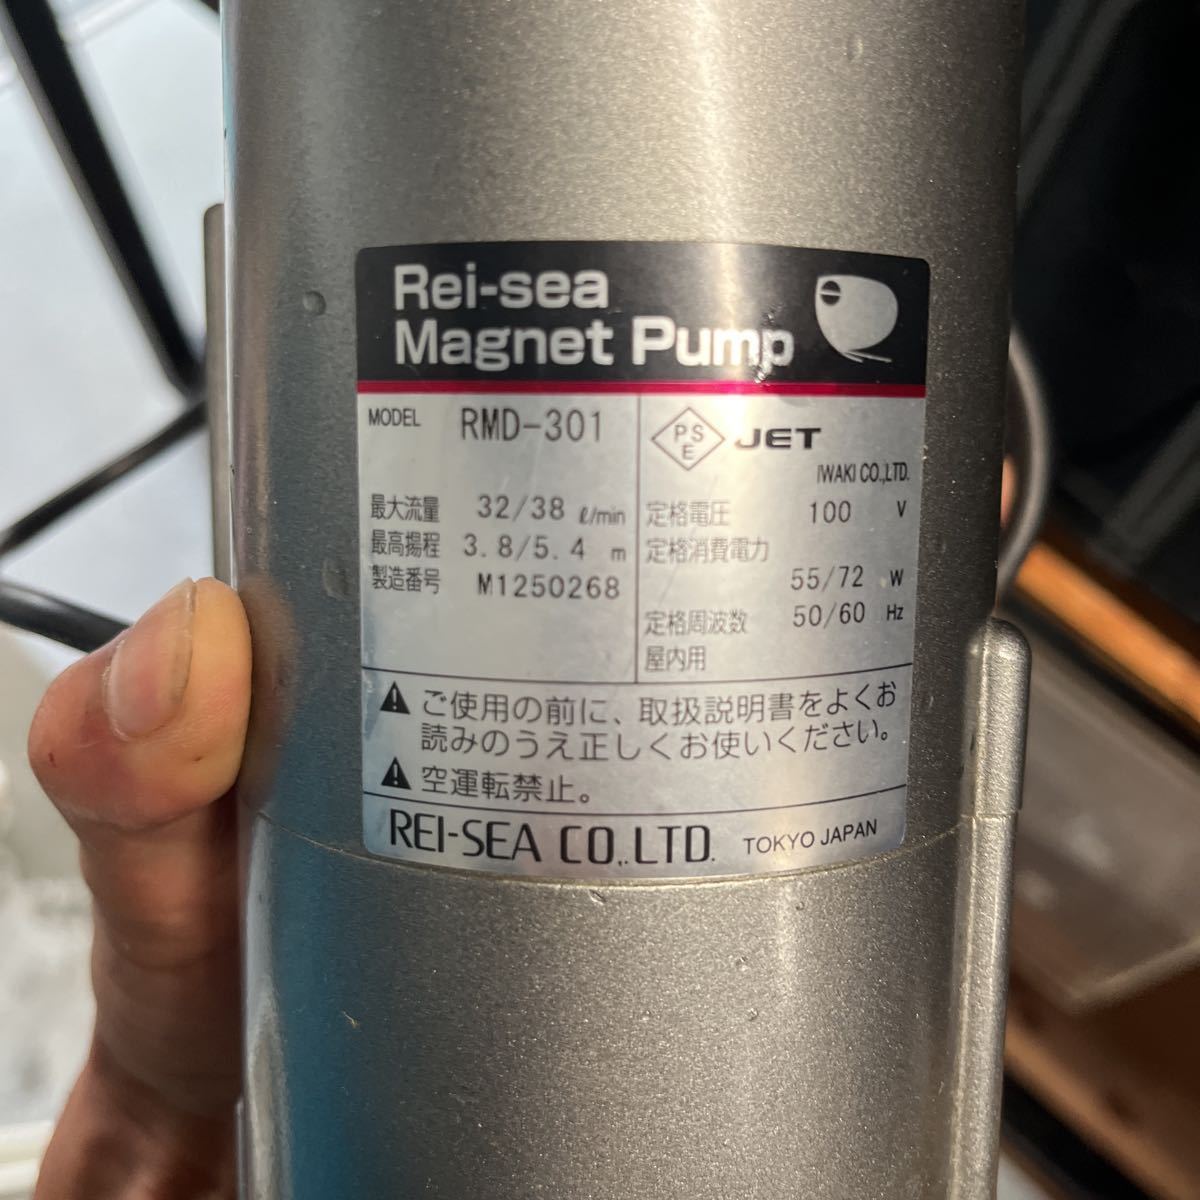 Rei-sea
Magnet Pump
MODEL RMD-301
最大流量 32/38 ℓ/min
最高揚程 3.8/5.4 m
製造番号 M1250268
PS
E
JET
IWAKI CO.,LTD.
定格電圧 100 V
定格消費電力
55/72 W
定格周波数 50/60 Hz
屋内用
ご使用の前に、取扱説明書をよくお
読みのうえ正しくお使いください。
空運転禁止。
REI-SEA CO.,LTD. TOKYO JAPAN